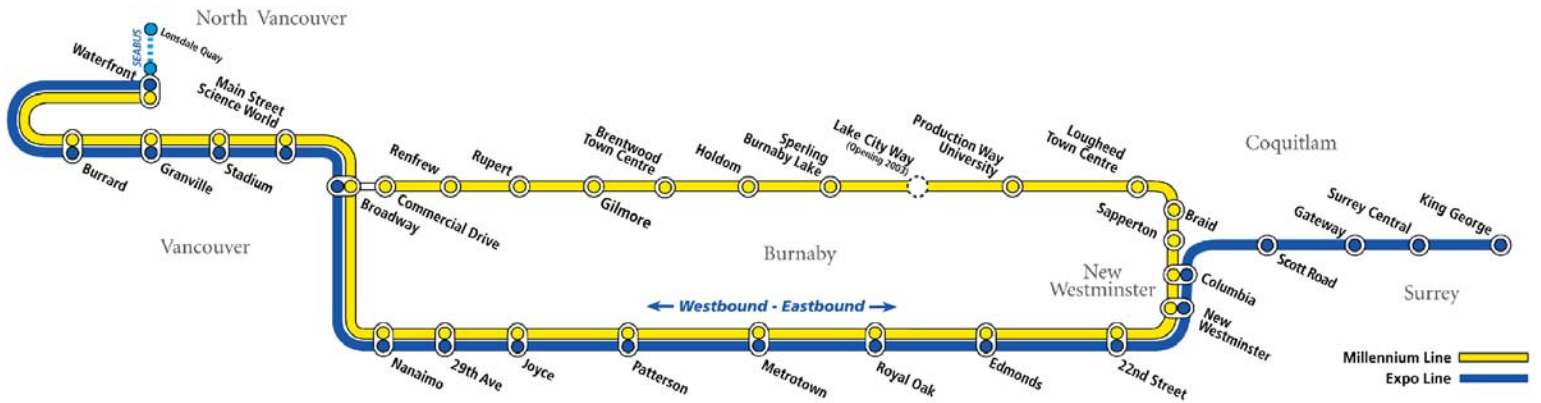 North Vancouver
SEABUS
Lonsdale Quay
Waterfront
Main Street
Science World
Burrard
Granville
Stadium
Broadway
Commercial Drive
Renfrew
Rupert
Gilmore
Brentwood
Town Centre
Holdom
Sperling
Burnaby Lake
Lake City Way
(Opening 2003)
Production Way
University
Lougheed
Town Centre
Coquitlam
Braid
Sapperton
Columbia
New
Westminster
New
Westminster
Scott Road
Gateway
Surrey Central
King George
Surrey
Vancouver
Burnaby
Westbound - Eastbound
Nanaimo
29th Ave
Joyce
Patterson
Metrotown
Royal Oak
Edmonds
22nd Street
Millennium Line
Expo Line